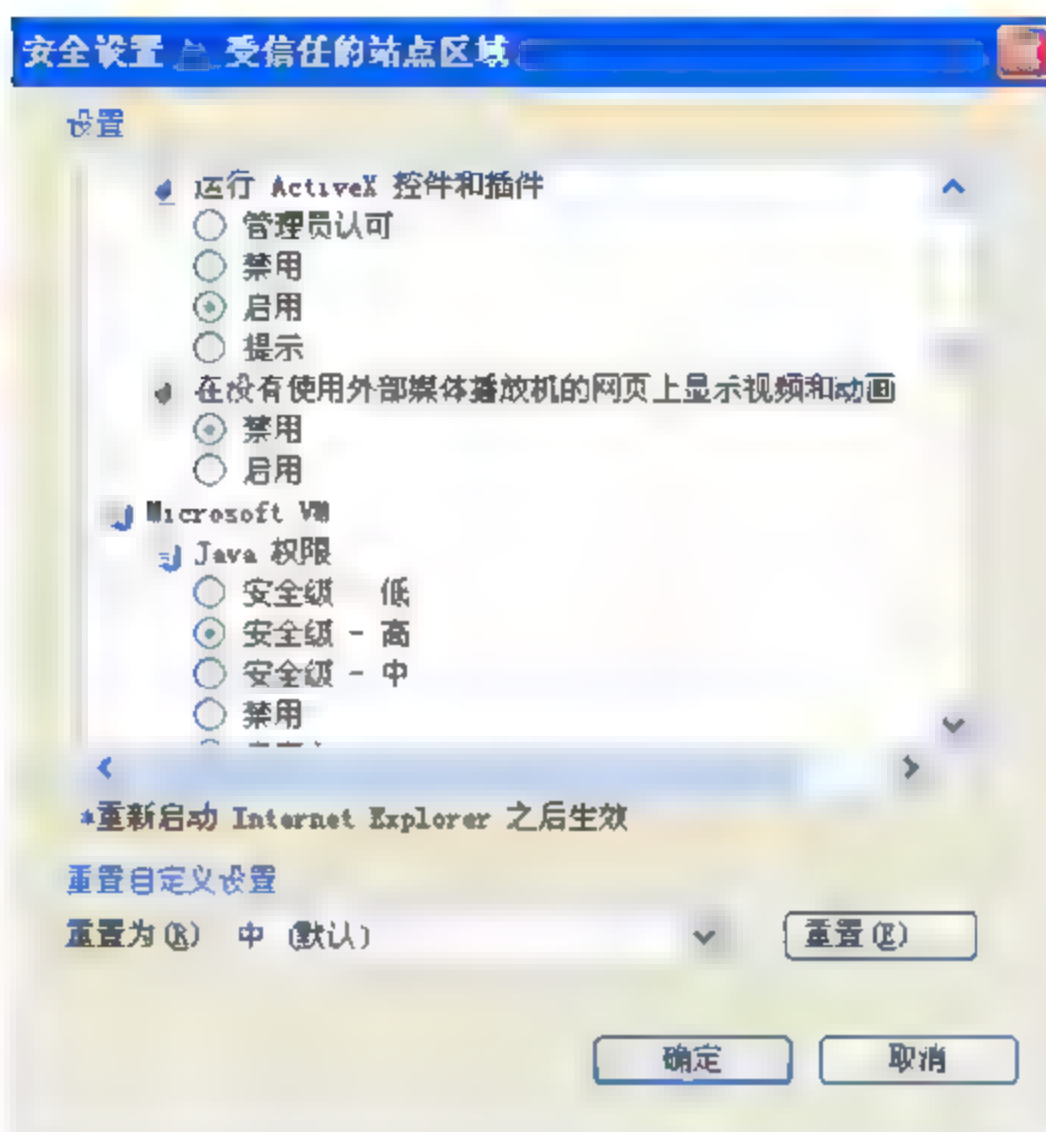 安全设置 - 受信任的站点区域
设置
运行 ActiveX 控件和插件
管理员认可
禁用
启用
提示
在没有使用外部媒体播放机的网页上显示视频和动画
禁用
启用
Microsoft VM
Java 权限
安全级 低
安全级 - 高
安全级 - 中
禁用
*重新启动 Internet Explorer 之后生效
重置自定义设置
重置为(R) 中 (默认)
重置(E)
确定 取消